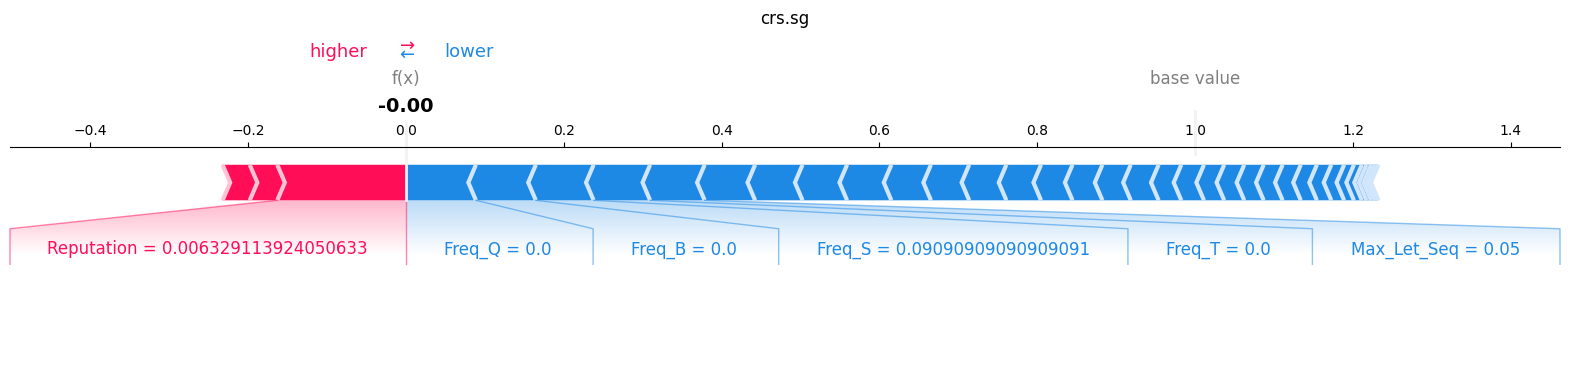 crs.sg
higher ⇄ lower
f(x) base value
-0.00
−0.4 −0.2 0.0 0.2 0.4 0.6 0.8 1.0 1.2 1.4
Reputation = 0.006329113924050633 Freq_Q = 0.0 Freq_B = 0.0 Freq_S = 0.09090909090909091 Freq_T = 0.0 Max_Let_Seq = 0.05